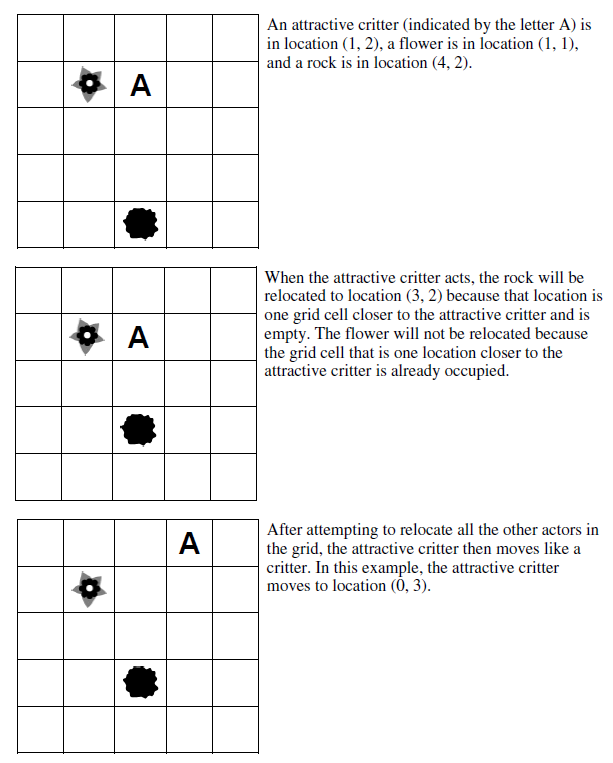 An attractive critter (indicated by the letter A) is
in location (1, 2), a flower is in location (1, 1),
and a rock is in location (4, 2).
A
When the attractive critter acts, the rock will be
relocated to location (3, 2) because that location is
one grid cell closer to the attractive critter and is
empty. The flower will not be relocated because
the grid cell that is one location closer to the
attractive critter is already occupied.
A
After attempting to relocate all the other actors in
the grid, the attractive critter then moves like a
critter. In this example, the attractive critter
moves to location (0, 3).
A